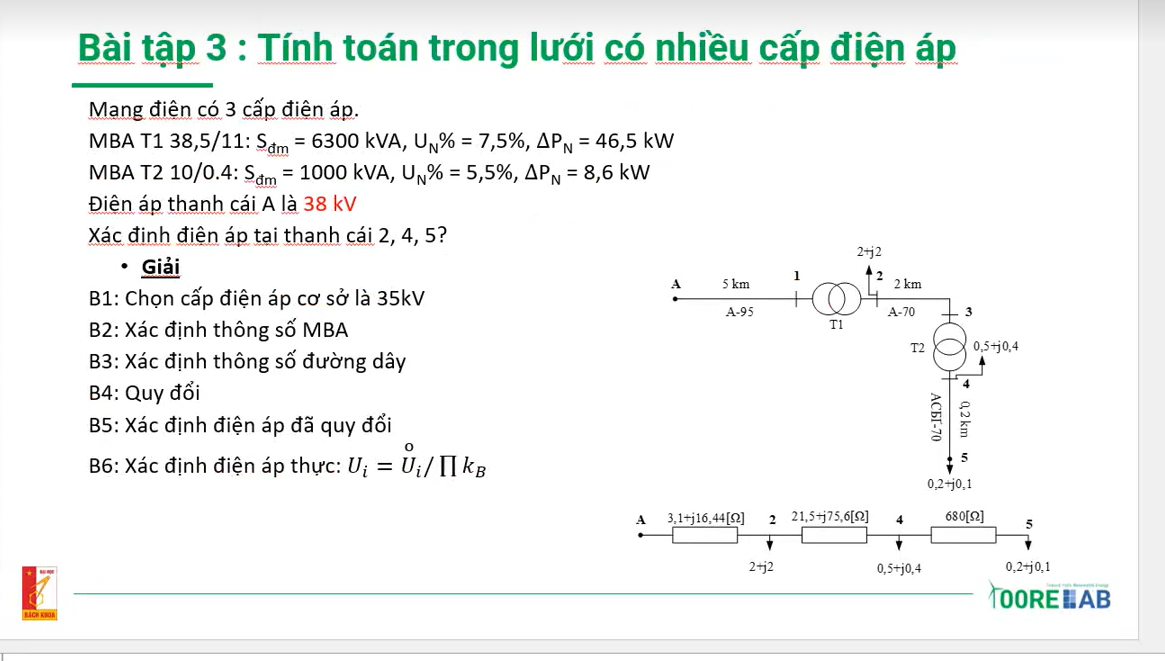 Bài tập 3 : Tính toán trong lưới có nhiều cấp điện áp
Mạng điện có 3 cấp điện áp.
MBA T1 38,5/11: Sđm = 6300 kVA, UN% = 7,5%, ΔPN = 46,5 kW
MBA T2 10/0.4: Sđm = 1000 kVA, UN% = 5,5%, ΔPN = 8,6 kW
Điện áp thanh cái A là 38 kV
Xác định điện áp tại thanh cái 2, 4, 5?
• Giải
B1: Chọn cấp điện áp cơ sở là 35kV
B2: Xác định thông số MBA
B3: Xác định thông số đường dây
B4: Quy đổi
B5: Xác định điện áp đã quy đổi
B6: Xác định điện áp thực: Ui = Ůi/ ∏ kB
2+j2
A 5 km 1 2 2 km
A-95 T1 A-70 3
T2 0,5+j0,4
4
АСБГ-70 0,2 km
5
0,2+j0,1
A 3,1+j16,44[Ω] 2 21,5+j75,6[Ω] 4 680[Ω] 5
2+j2 0,5+j0,4 0,2+j0,1
BÁCH KHOA
TOORELAB